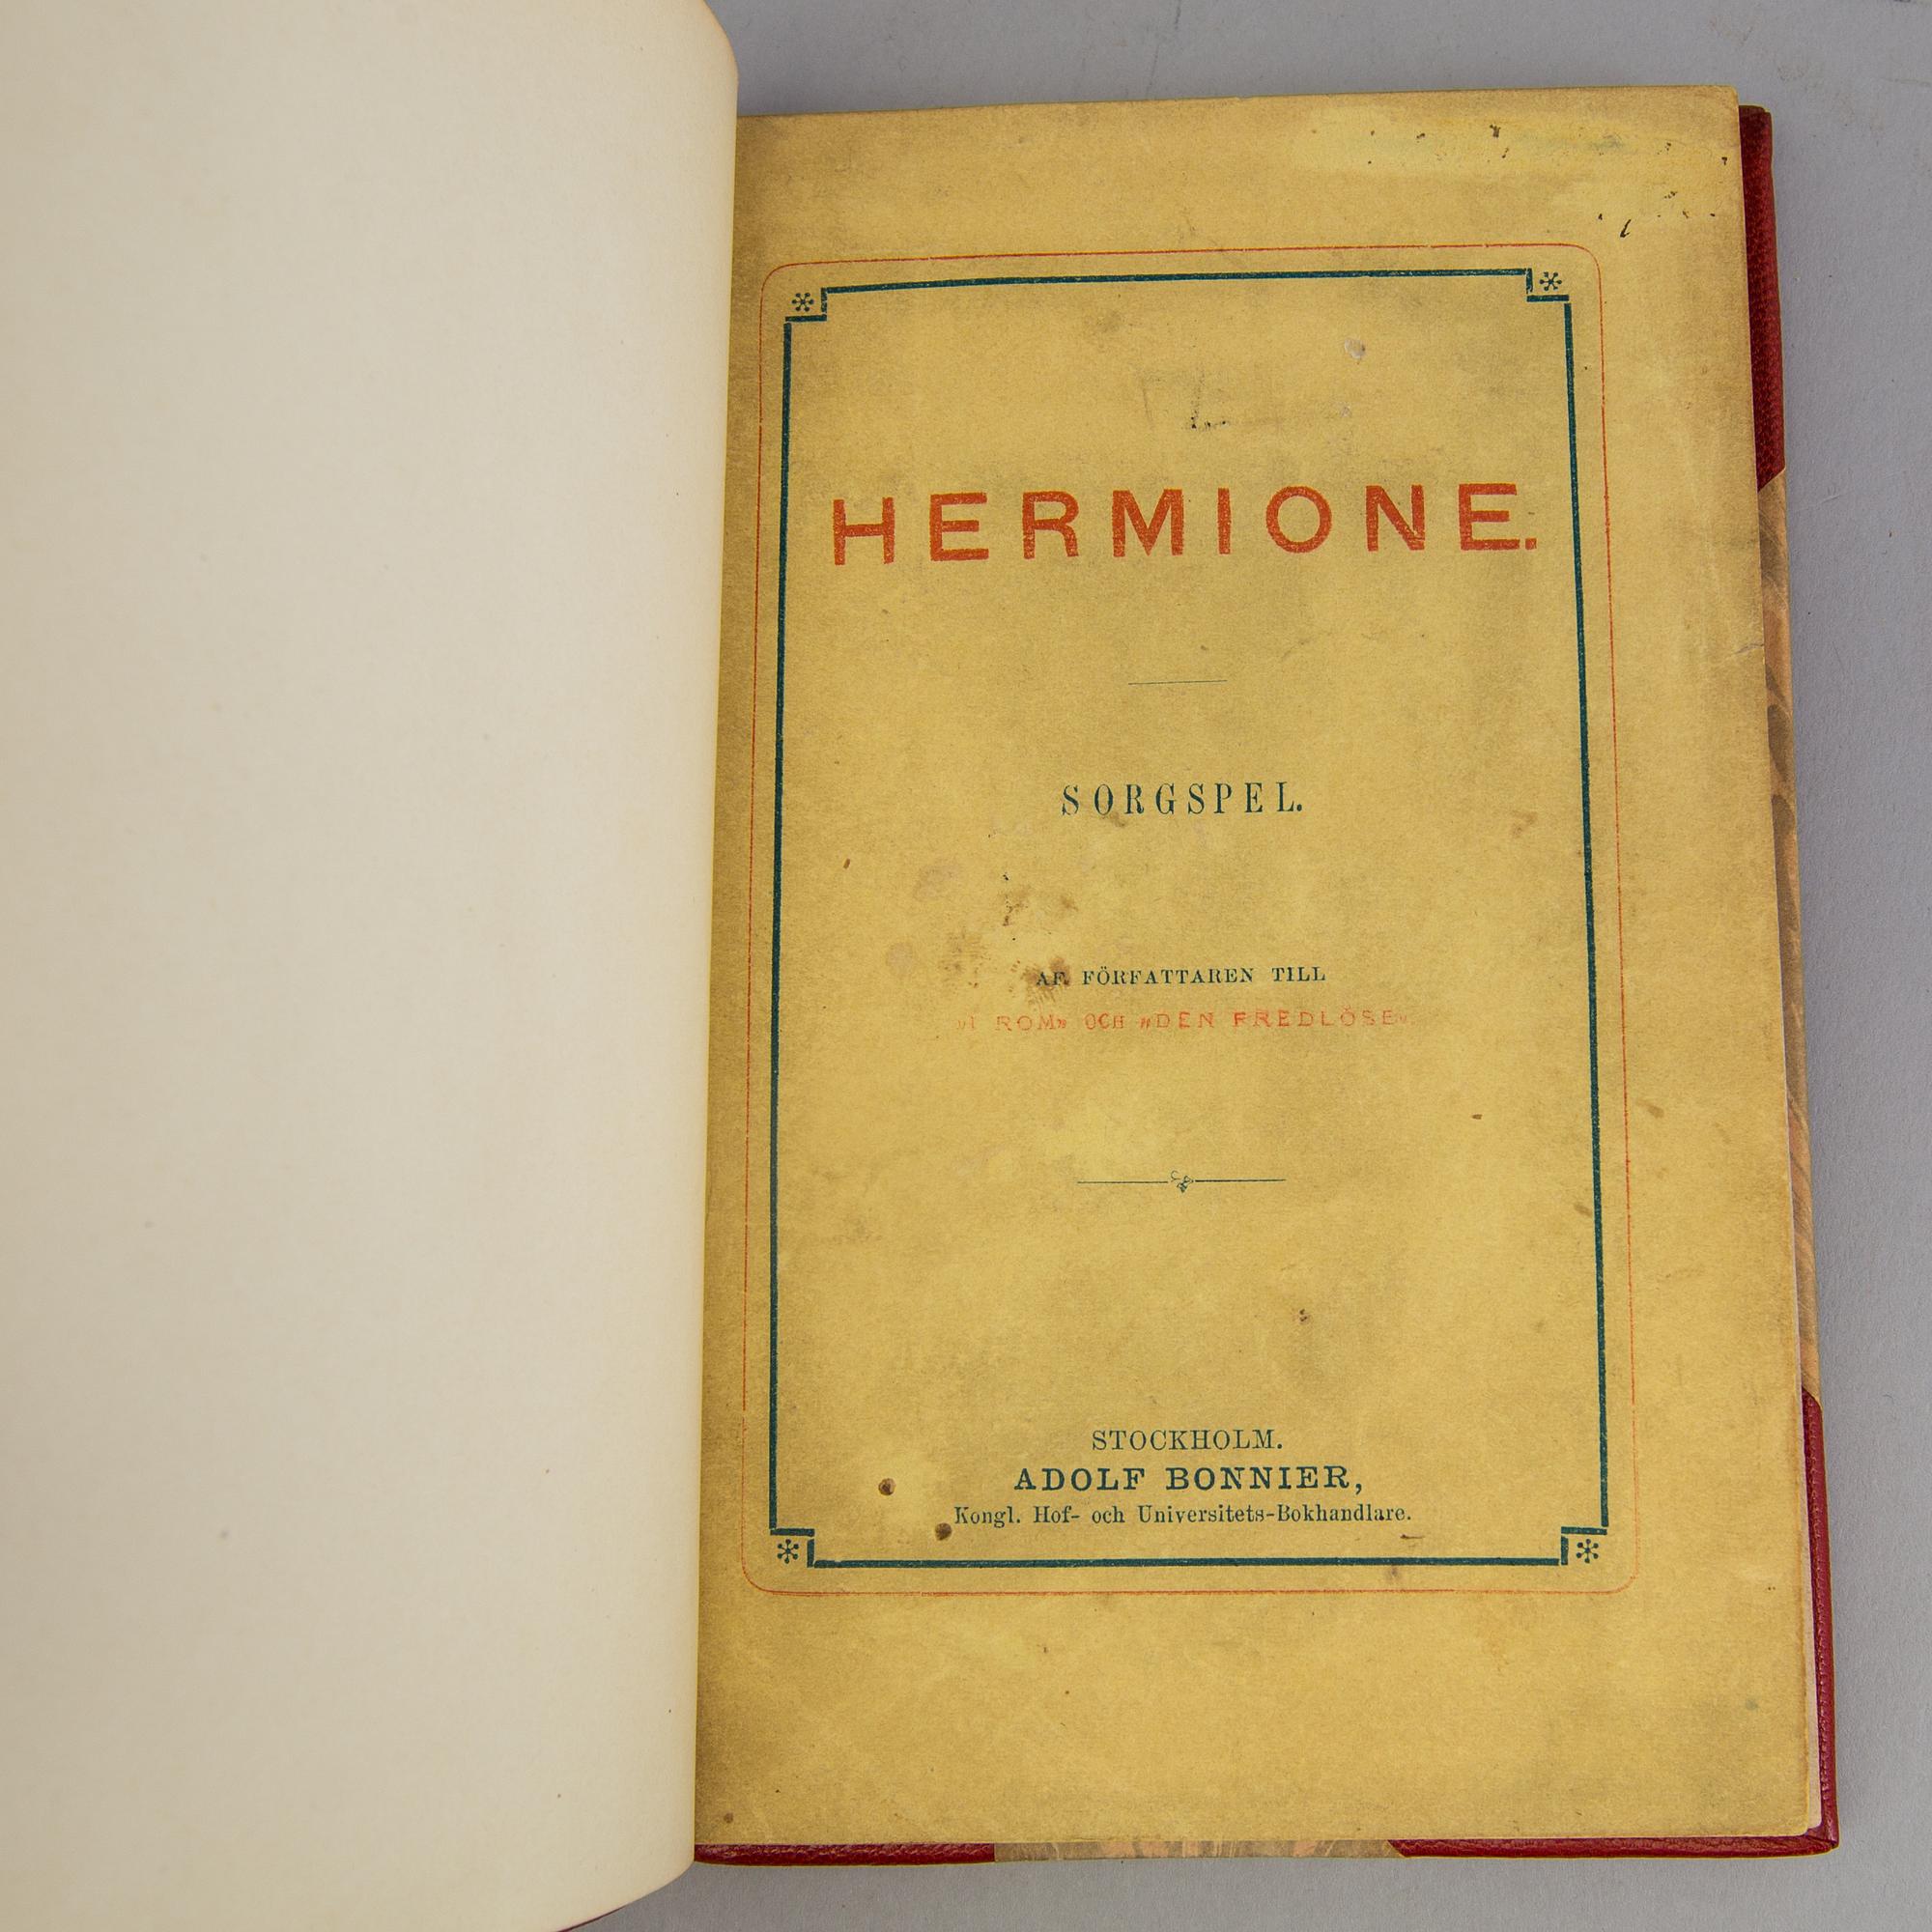 HERMIONE.
SORGSPEL.
AF FÖRFATTAREN TILL
»I ROM» OCH »DEN FREDLÖSE».
STOCKHOLM.
ADOLF BONNIER,
Kongl. Hof- och Universitets-Bokhandlare.